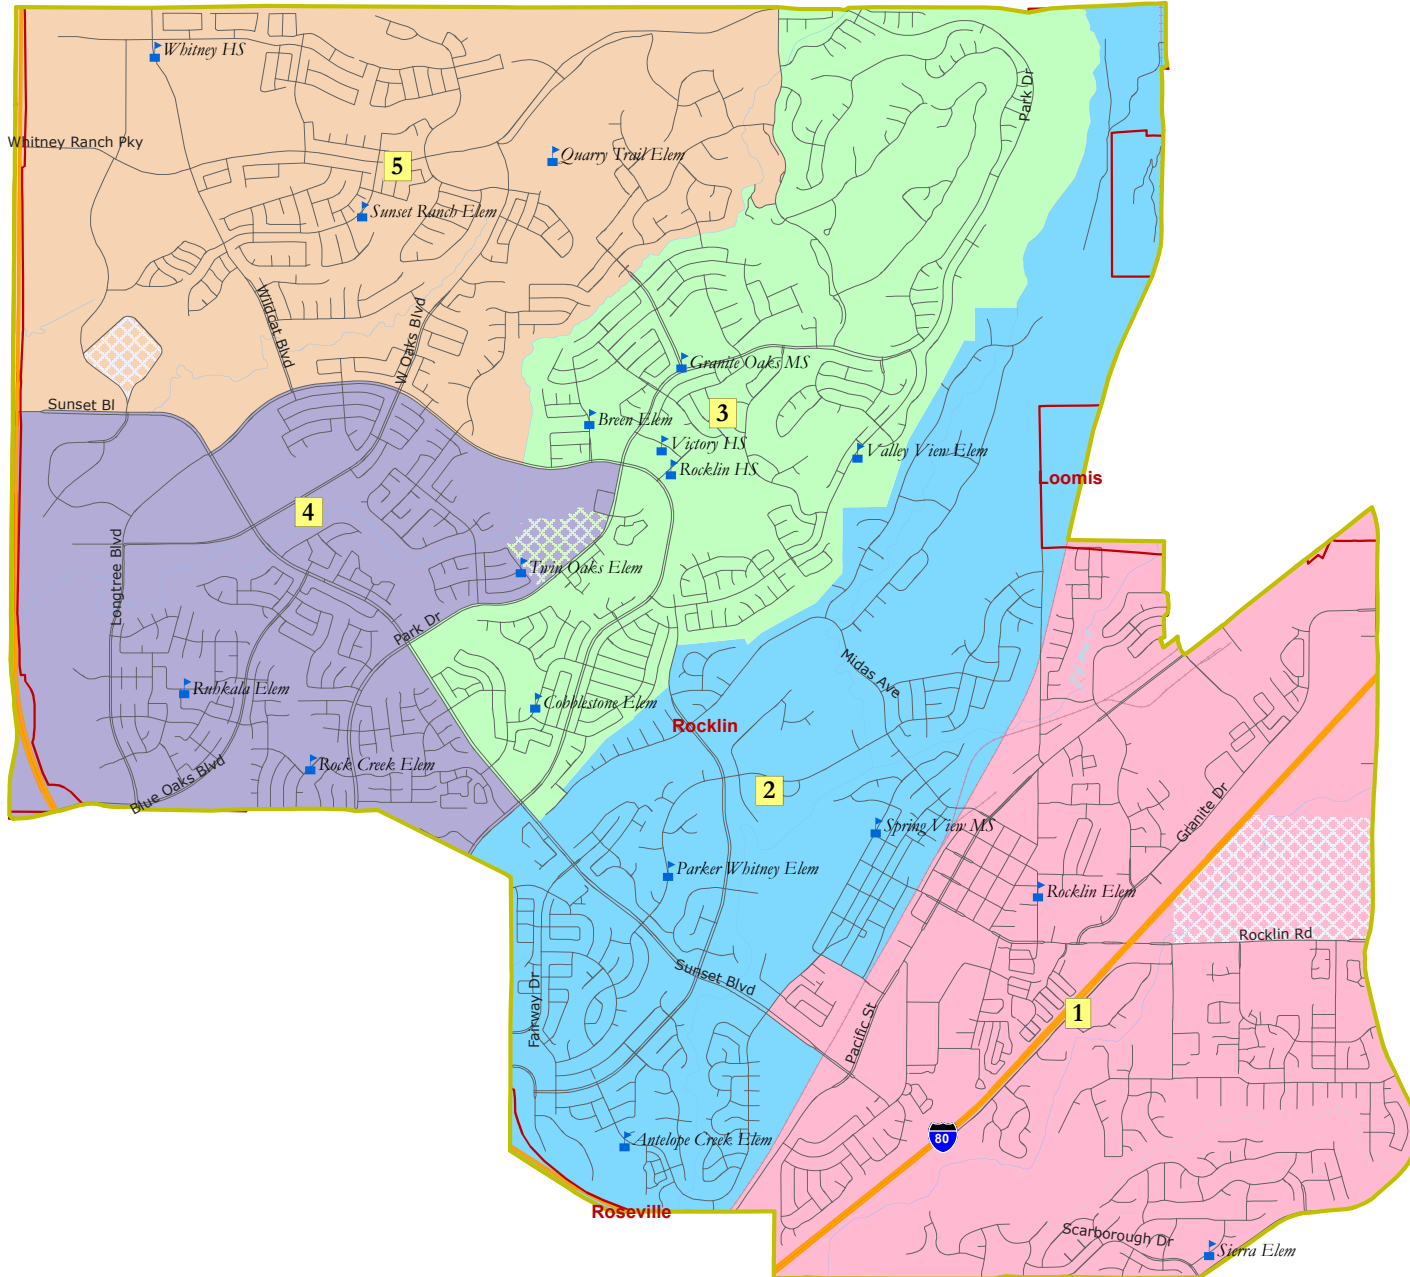 Whitney HS
Park Dr
Whitney Ranch Pky
Quarry Trail Elem
5
Sunset Ranch Elem
Wildcat Blvd
W Oaks Blvd
Granite Oaks MS
Sunset Bl
3
Breen Elem
Victory HS
Valley View Elem
Rocklin HS
Loomis
4
Longtree Blvd
Twin Oaks Elem
Park Dr
Midas Ave
Ruhkala Elem
Cobblestone Elem
Rocklin
Rock Creek Elem
Blue Oaks Blvd
2
Granite Dr
Spring View MS
Parker Whitney Elem
Rocklin Elem
Rocklin Rd
Sunset Blvd
Fairway Dr
1
Pacific St
80
Antelope Creek Elem
Roseville
Scarborough Dr
Sierra Elem